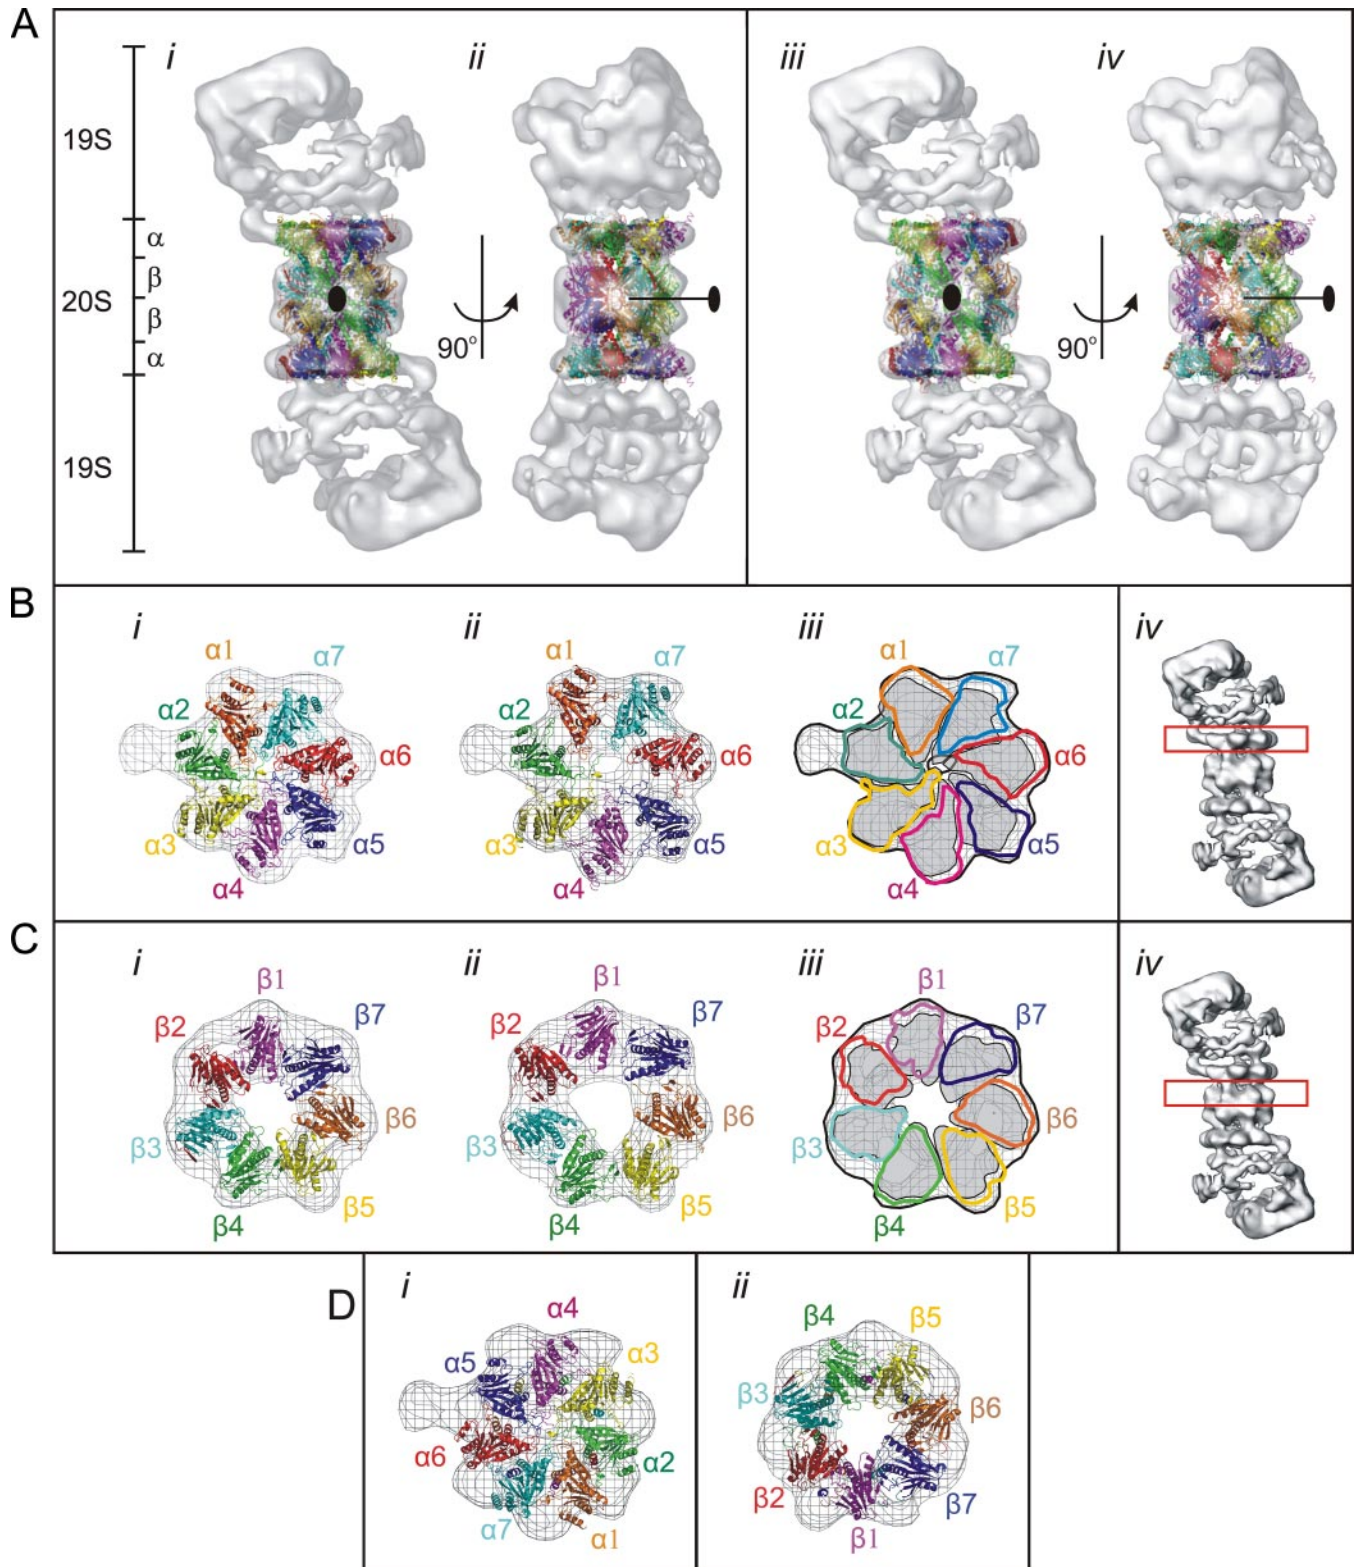 A
i ii iii iv
19S
α
β
20S
β
α
90° 90°
19S
B
i ii iii iv
α1 α7 α1 α7 α1 α7
α2 α2 α2
α6 α6 α6
α3 α5 α3 α5 α3 α5
α4 α4 α4
C
i ii iii iv
β1 β1 β1
β2 β7 β2 β7 β2 β7
β6 β6 β6
β3 β3 β3
β5 β5 β5
β4 β4 β4
D
i ii
α4 β4 β5
α5 α3
β3 β6
α6 α2
β2 β7
α7 α1 β1